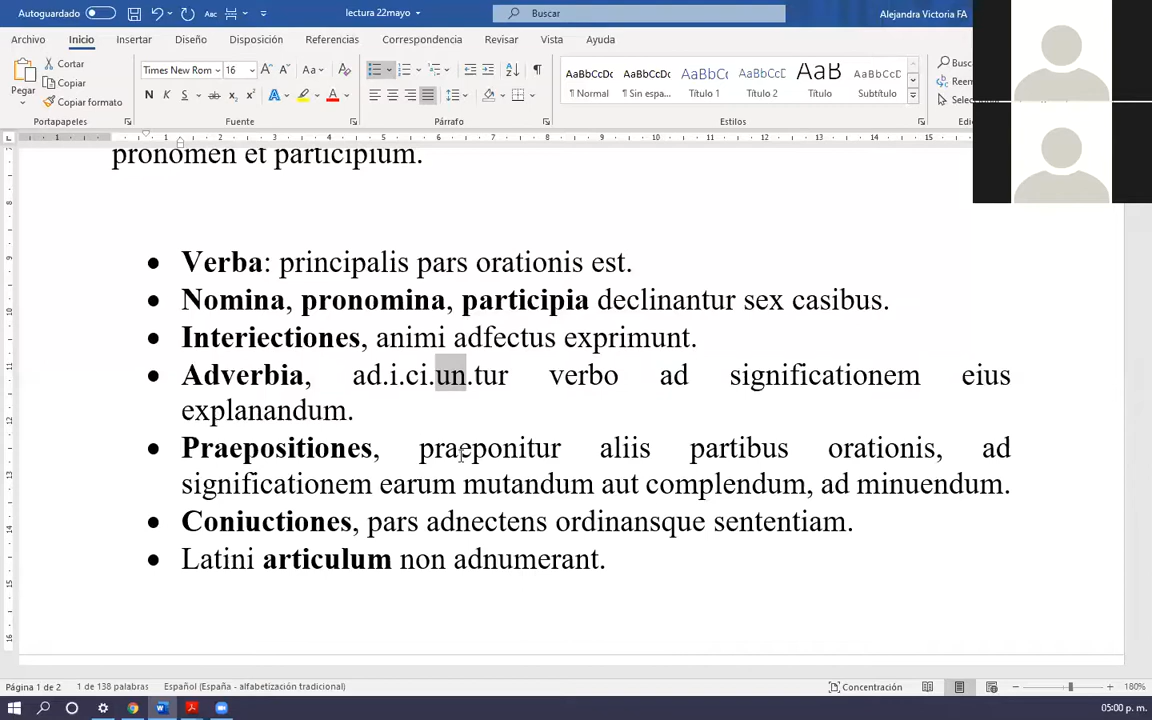 Autoguardado
lectura 22mayo
Buscar
Alejandra Victoria FA
Archivo Inicio Insertar Diseño Disposición Referencias Correspondencia Revisar Vista Ayuda
Pegar
Cortar
Copiar
Copiar formato
Portapapeles
Times New Rom 16
Fuente
Párrafo
AaBbCcDc AaBbCcDc AaBbCcD AaBbCcD AaB AaBbCcD
¶ Normal ¶ Sin espa... Título 1 Título 2 Título Subtítulo
Estilos
pronomen et participium.
• Verba: principalis pars orationis est.
• Nomina, pronomina, participia declinantur sex casibus.
• Interiectiones, animi adfectus exprimunt.
• Adverbia, ad.i.ci.un.tur verbo ad significationem eius
explanandum.
• Praepositiones, praeponitur aliis partibus orationis, ad
significationem earum mutandum aut complendum, ad minuendum.
• Coniuctiones, pars adnectens ordinansque sententiam.
• Latini articulum non adnumerant.
Página 1 de 2 1 de 138 palabras Español (España - alfabetización tradicional)
Concentración
180%
05:00 p. m.